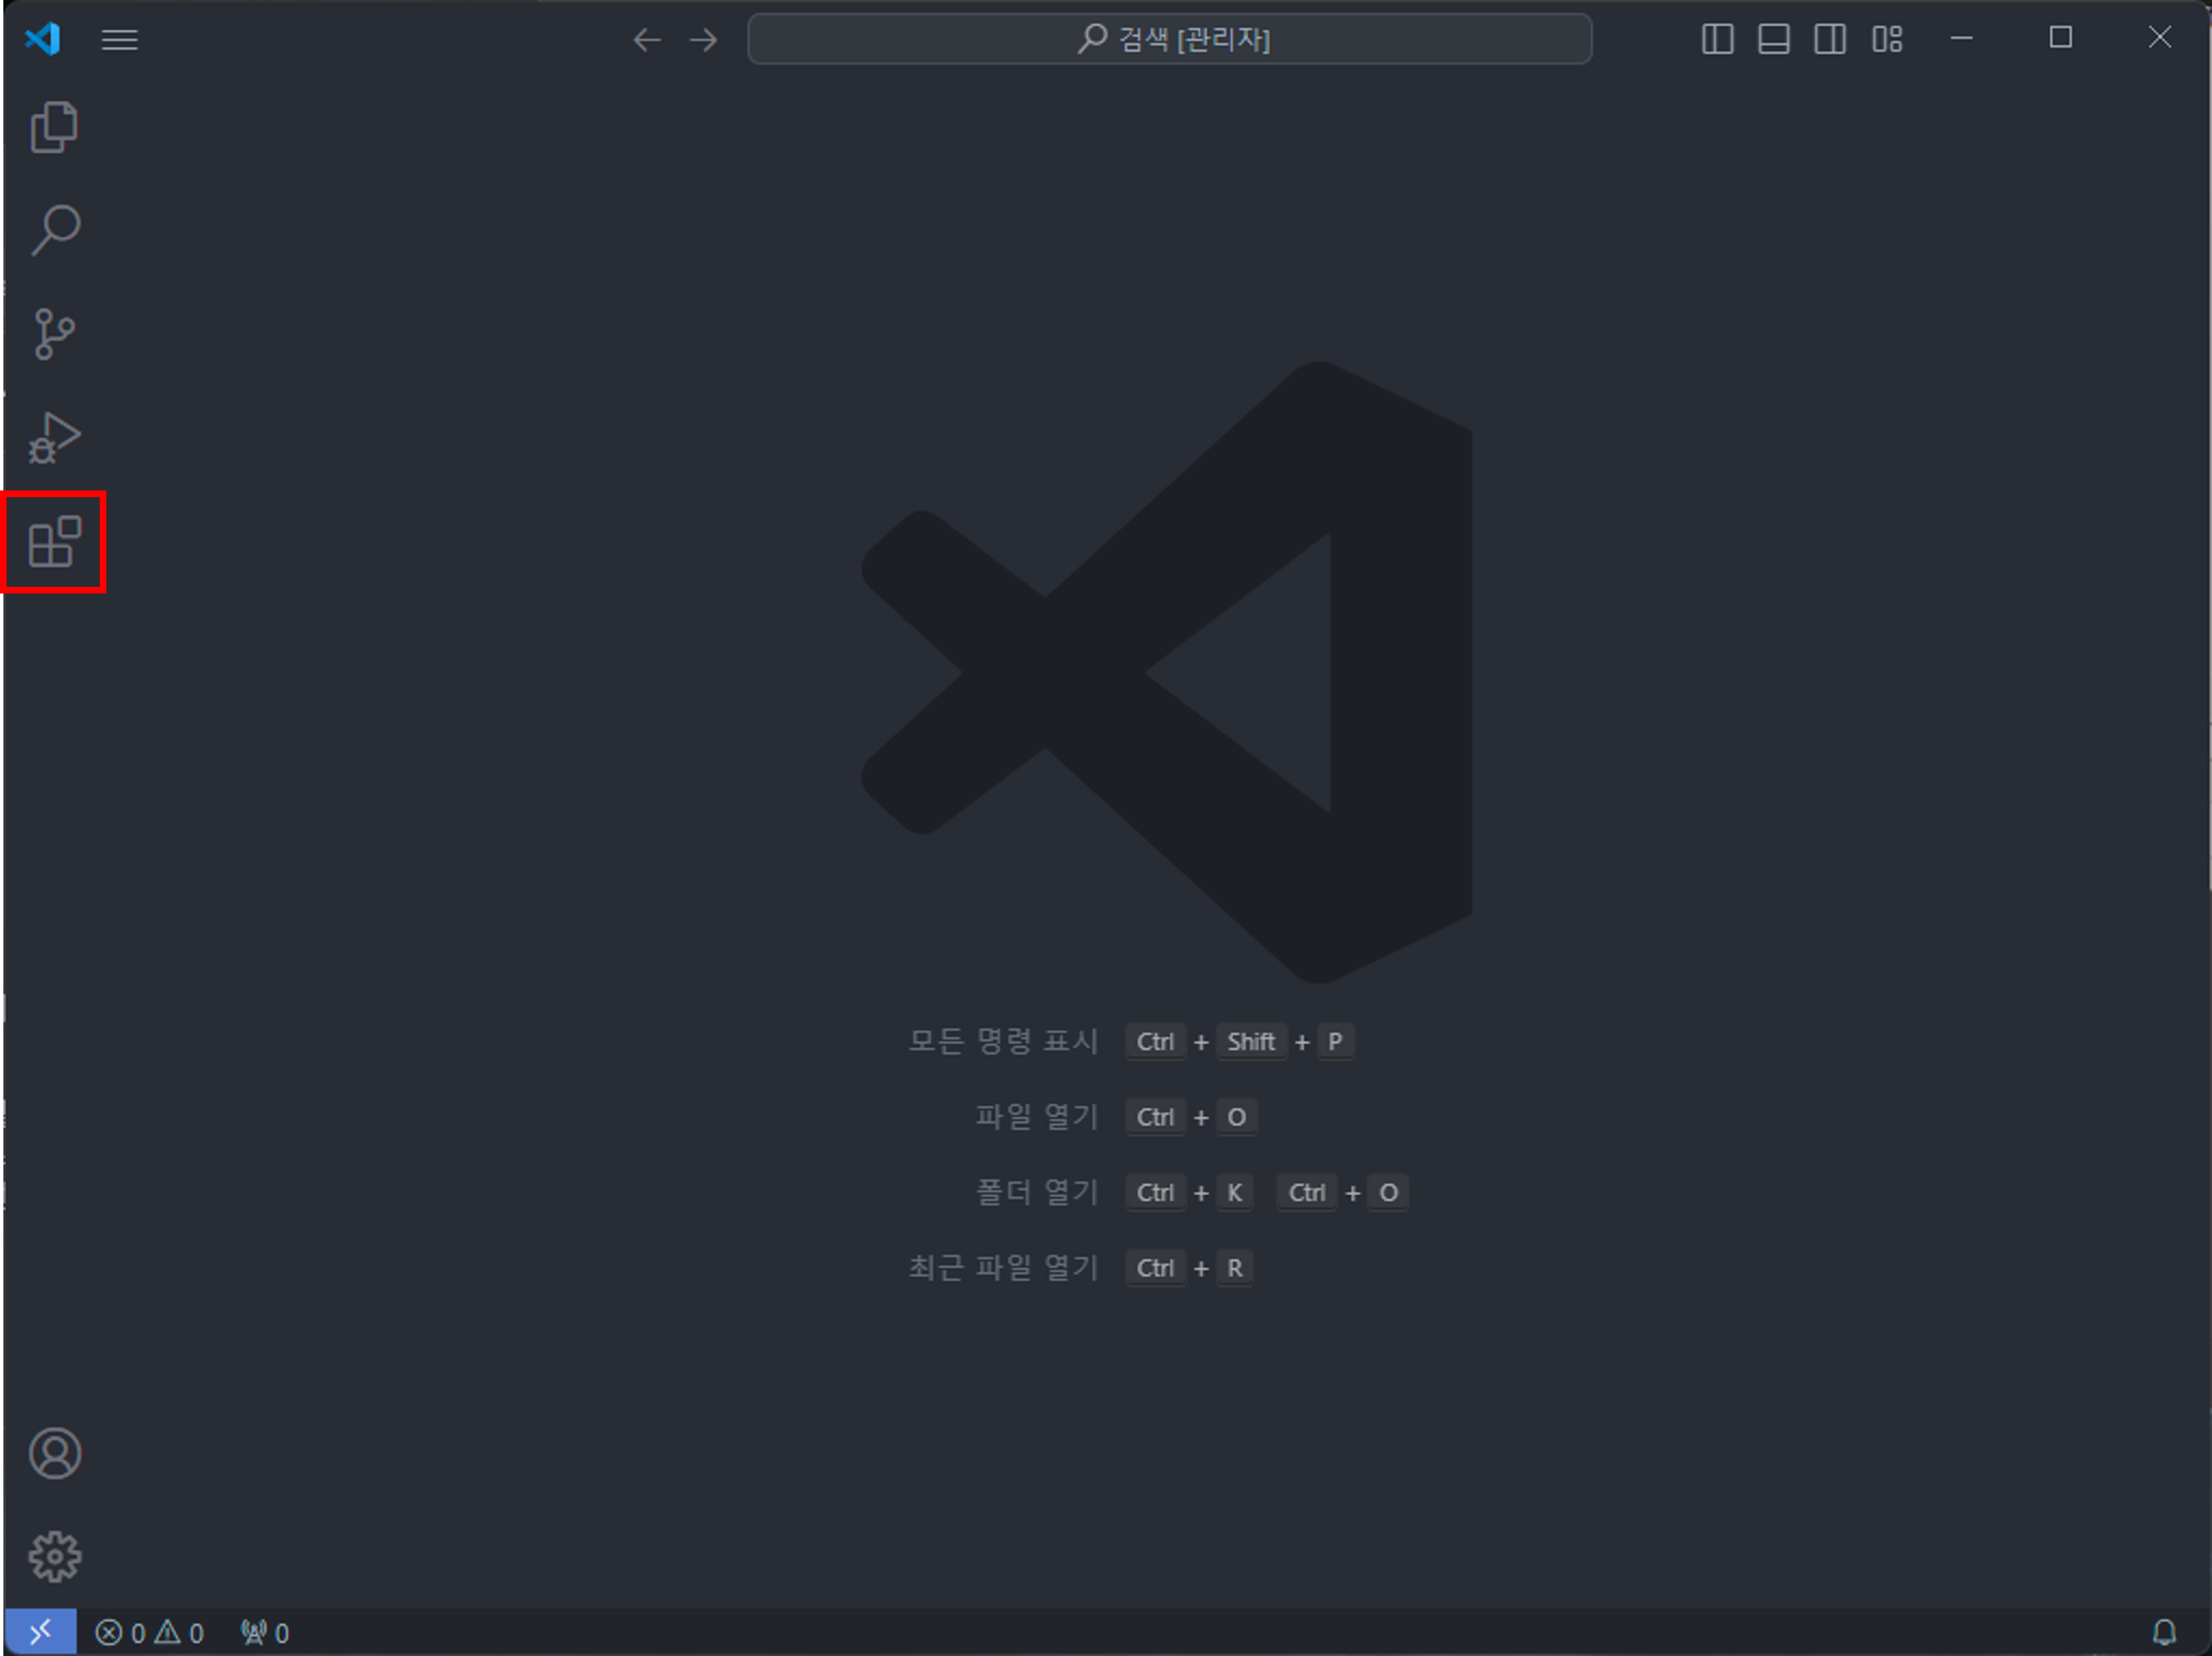 검색 [관리자]
모든 명령 표시 Ctrl + Shift + P
파일 열기 Ctrl + O
폴더 열기 Ctrl + K Ctrl + O
최근 파일 열기 Ctrl + R
0 0 0